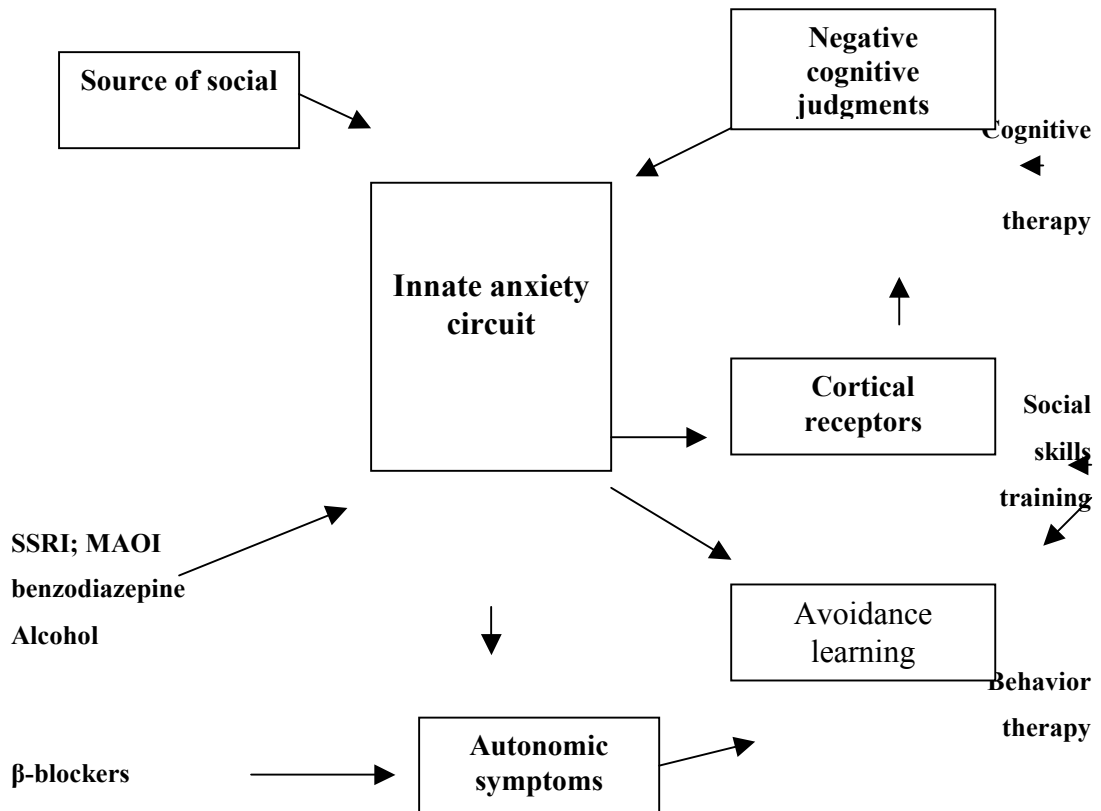 Source of social
Negative
cognitive
judgments
Cognitive
therapy
Innate anxiety
circuit
Cortical
receptors
Social
skills
training
SSRI; MAOI
benzodiazepine
Alcohol
Avoidance
learning
Behavior
therapy
β-blockers
Autonomic
symptoms